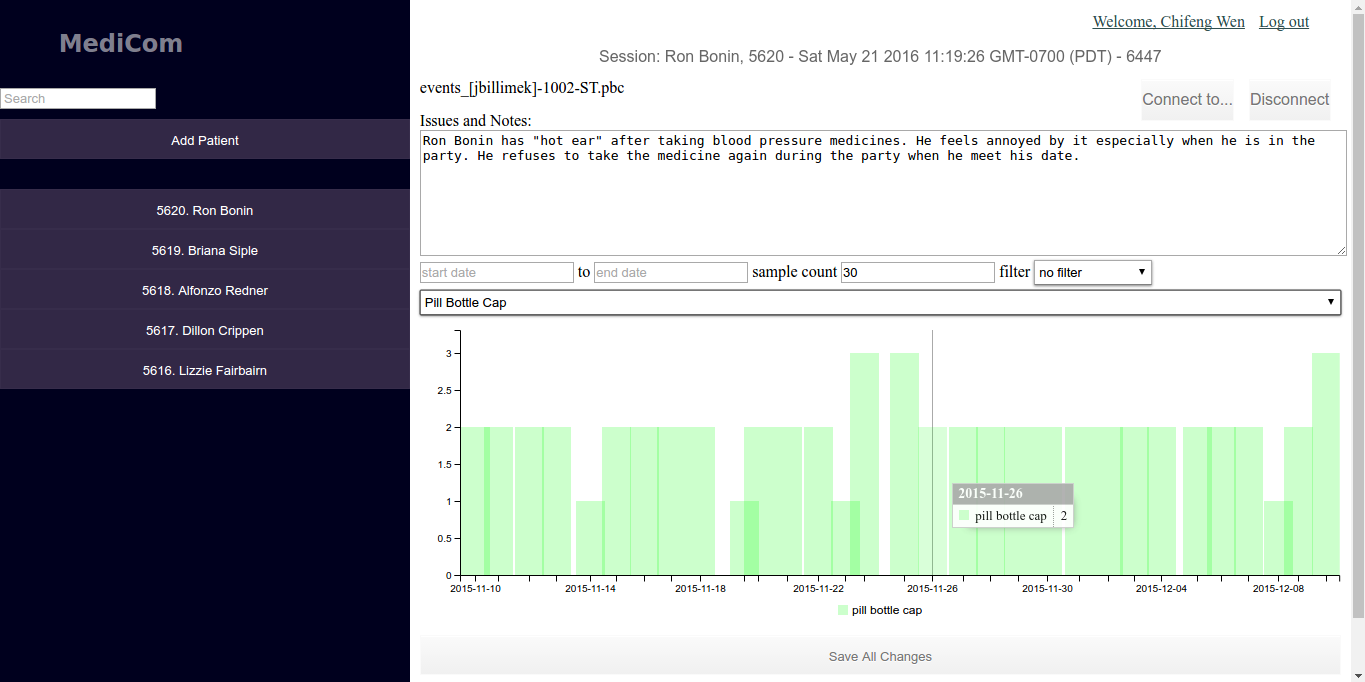 MediCom
Search
Add Patient
5620. Ron Bonin
5619. Briana Siple
5618. Alfonzo Redner
5617. Dillon Crippen
5616. Lizzie Fairbairn
Welcome, Chifeng Wen Log out
Session: Ron Bonin, 5620 - Sat May 21 2016 11:19:26 GMT-0700 (PDT) - 6447
events_[jbillimek]-1002-ST.pbc
Connect to... Disconnect
Issues and Notes:
Ron Bonin has "hot ear" after taking blood pressure medicines. He feels annoyed by it especially when he is in the
party. He refuses to take the medicine again during the party when he meet his date.
start date to end date sample count 30 filter no filter
Pill Bottle Cap
3
2.5
2
1.5
1
0.5
0
2015-11-26
pill bottle cap 2
2015-11-10 2015-11-14 2015-11-18 2015-11-22 2015-11-26 2015-11-30 2015-12-04 2015-12-08
pill bottle cap
Save All Changes